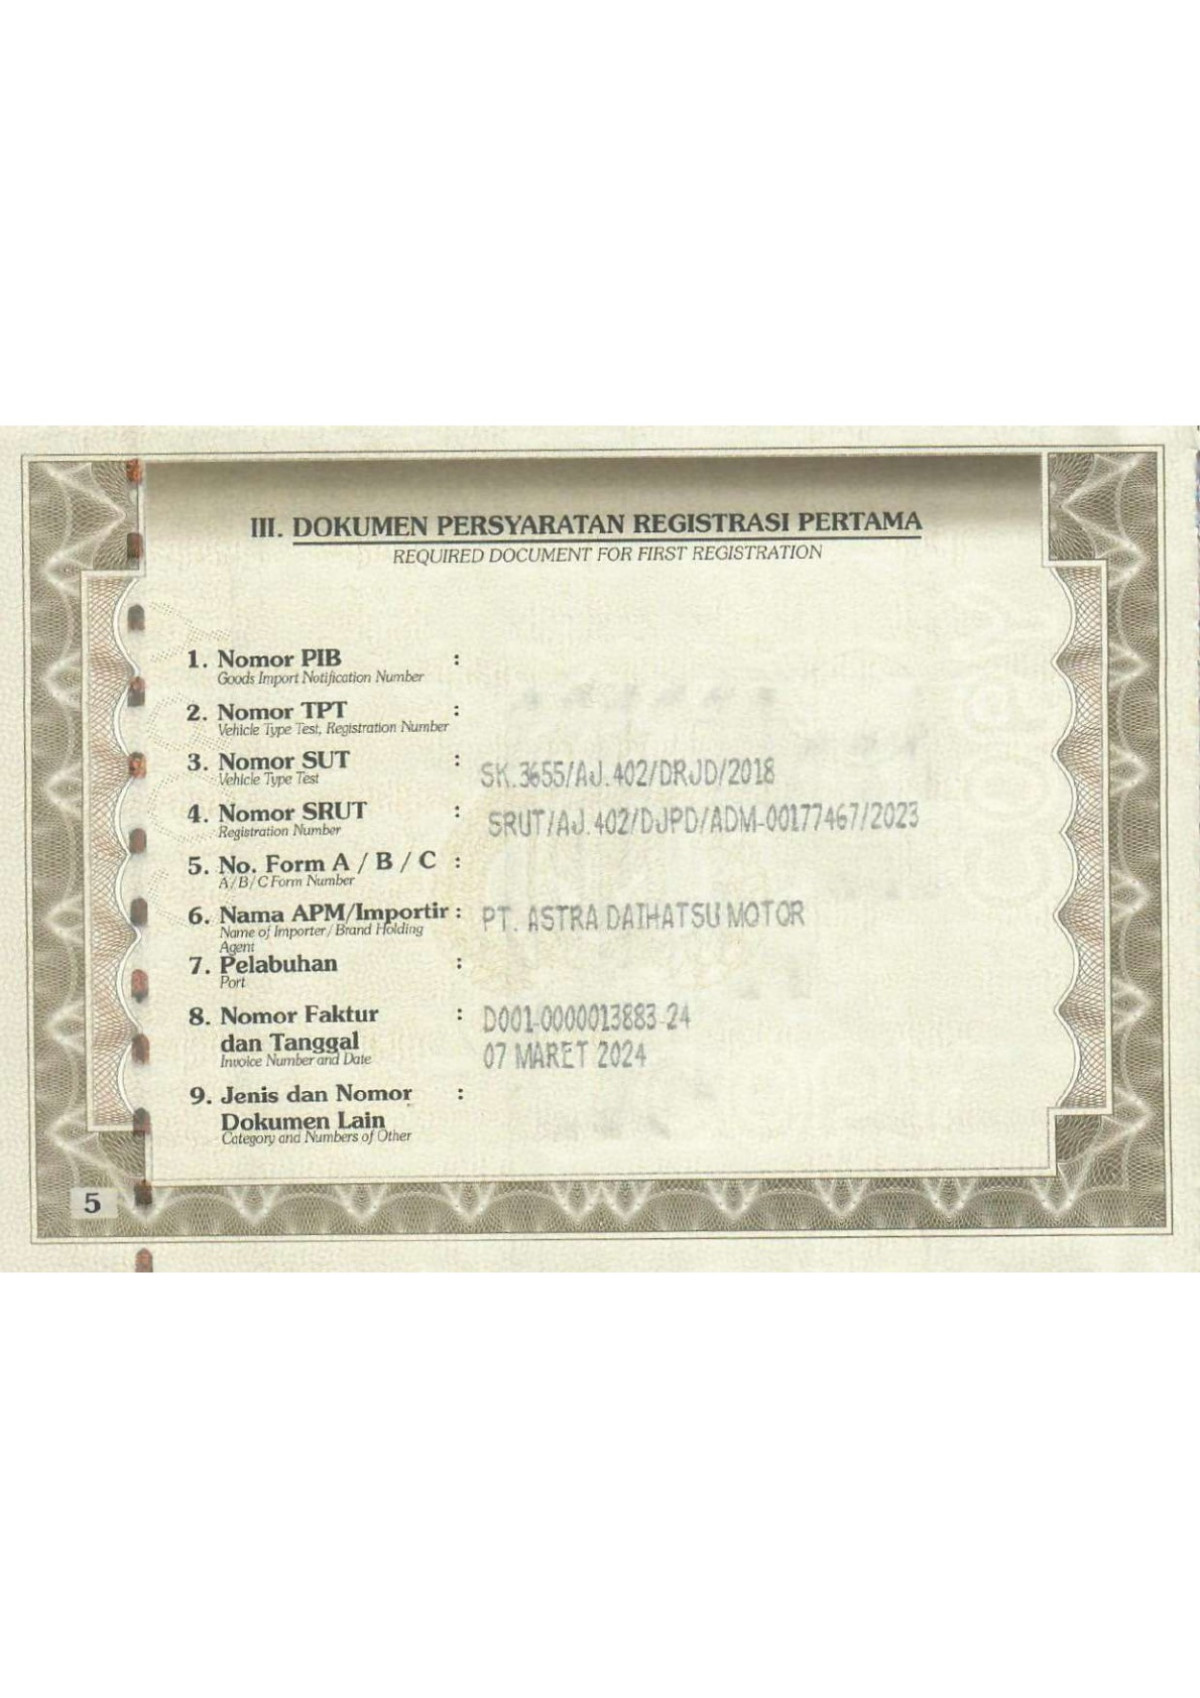 III. DOKUMEN PERSYARATAN REGISTRASI PERTAMA
REQUIRED DOCUMENT FOR FIRST REGISTRATION
1. Nomor PIB :
Goods Import Notification Number
2. Nomor TPT :
Vehicle Type Test, Registration Number
3. Nomor SUT : SK.3655/AJ.402/DRJD/2018
Vehicle Type Test
4. Nomor SRUT : SRUT/AJ.402/DJPD/ADM-00177467/2023
Registration Number
5. No. Form A / B / C :
A/B/C Form Number
6. Nama APM/Importir : PT. ASTRA DAIHATSU MOTOR
Name of Importer / Brand Holding
Agent
7. Pelabuhan :
Port
8. Nomor Faktur : D001-0000013883-24
dan Tanggal 07 MARET 2024
Invoice Number and Date
9. Jenis dan Nomor :
Dokumen Lain
Category and Numbers of Other
5